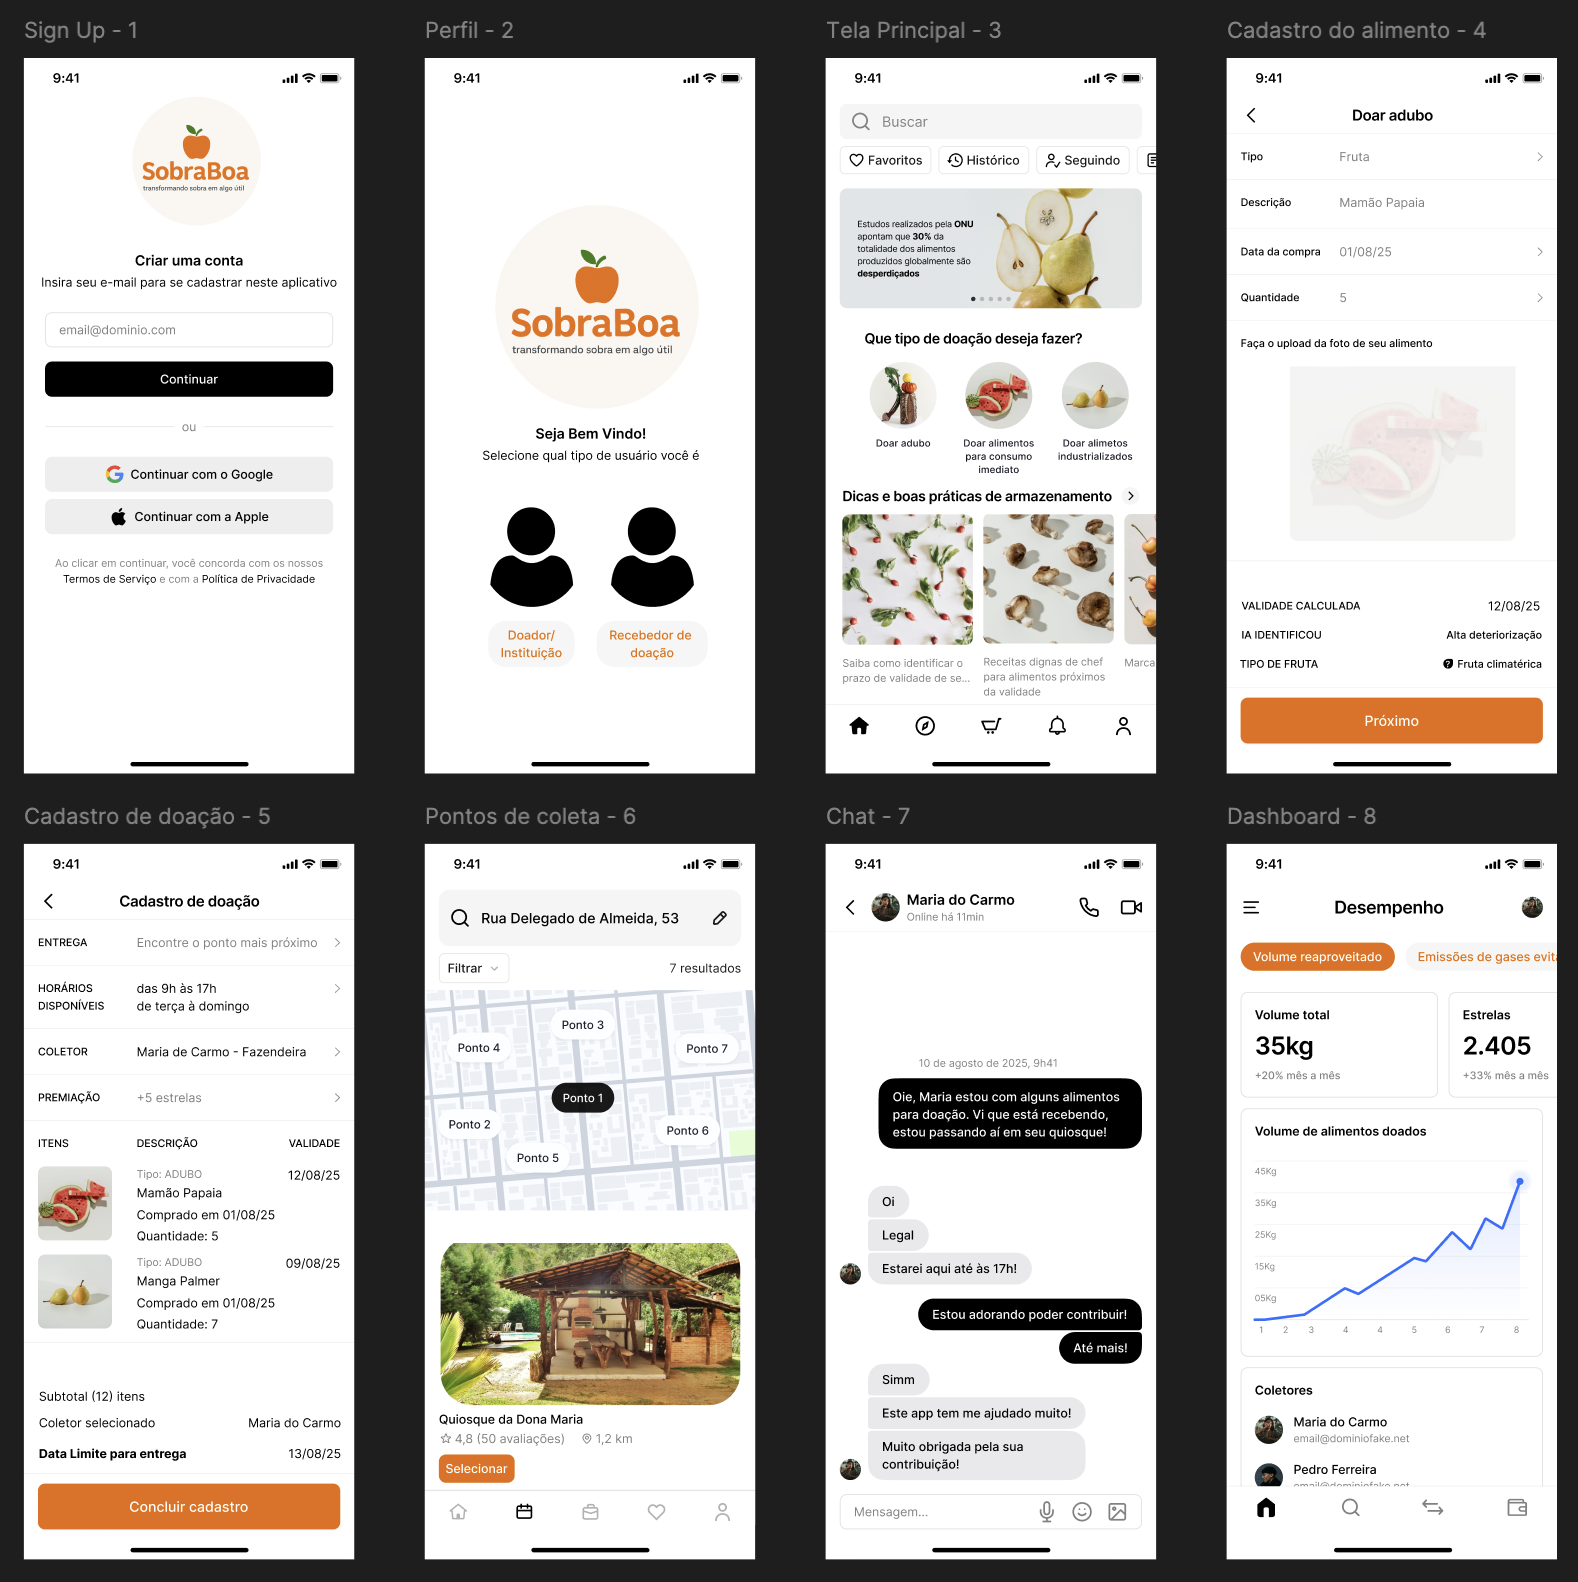 Sign Up - 1
9:41
SobraBoa
transformando sobra em algo útil
Criar uma conta
Insira seu e-mail para se cadastrar neste aplicativo
email@dominio.com
Continuar
ou
Continuar com o Google
Continuar com a Apple
Ao clicar em continuar, você concorda com os nossos
Termos de Serviço e com a Política de Privacidade
Perfil - 2
9:41
SobraBoa
transformando sobra em algo útil
Seja Bem Vindo!
Selecione qual tipo de usuário você é
Doador/
Instituição
Recebedor de
doação
Tela Principal - 3
9:41
Buscar
Favoritos
Histórico
Seguindo
Estudos realizados pela ONU
apontam que 30% da
totalidade dos alimentos
produzidos globalmente são
desperdiçados
Que tipo de doação deseja fazer?
Doar adubo
Doar alimentos
para consumo
imediato
Doar alimetos
industrializados
Dicas e boas práticas de armazenamento
Saiba como identificar o
prazo de validade de se...
Receitas dignas de chef
para alimentos próximos
da validade
Marca
Cadastro do alimento - 4
9:41
Doar adubo
Tipo
Fruta
Descrição
Mamão Papaia
Data da compra
01/08/25
Quantidade
5
Faça o upload da foto de seu alimento
VALIDADE CALCULADA
12/08/25
IA IDENTIFICOU
Alta deteriorização
TIPO DE FRUTA
Fruta climatérica
Próximo
Cadastro de doação - 5
9:41
Cadastro de doação
ENTREGA
Encontre o ponto mais próximo
HORÁRIOS
DISPONÍVEIS
das 9h às 17h
de terça à domingo
COLETOR
Maria de Carmo - Fazendeira
PREMIAÇÃO
+5 estrelas
ITENS
DESCRIÇÃO
VALIDADE
Tipo: ADUBO
12/08/25
Mamão Papaia
Comprado em 01/08/25
Quantidade: 5
Tipo: ADUBO
09/08/25
Manga Palmer
Comprado em 01/08/25
Quantidade: 7
Subtotal (12) itens
Coletor selecionado
Maria do Carmo
Data Limite para entrega
13/08/25
Concluir cadastro
Pontos de coleta - 6
9:41
Rua Delegado de Almeida, 53
Filtrar
7 resultados
Ponto 3
Ponto 4
Ponto 7
Ponto 1
Ponto 2
Ponto 6
Ponto 5
Quiosque da Dona Maria
4,8 (50 avaliações)
1,2 km
Selecionar
Chat - 7
9:41
Maria do Carmo
Online há 11min
10 de agosto de 2025, 9h41
Oie, Maria estou com alguns alimentos
para doação. Vi que está recebendo,
estou passando aí em seu quiosque!
Oi
Legal
Estarei aqui até às 17h!
Estou adorando poder contribuir!
Até mais!
Simm
Este app tem me ajudado muito!
Muito obrigada pela sua
contribuição!
Mensagem...
Dashboard - 8
9:41
Desempenho
Volume reaproveitado
Emissões de gases evita
Volume total
35kg
+20% mês a mês
Estrelas
2.405
+33% mês a mês
Volume de alimentos doados
45Kg
35Kg
25Kg
15Kg
05Kg
1 2 3 4 4 5 6 7 8
Coletores
Maria do Carmo
email@dominiofake.net
Pedro Ferreira
email@dominiofake.net